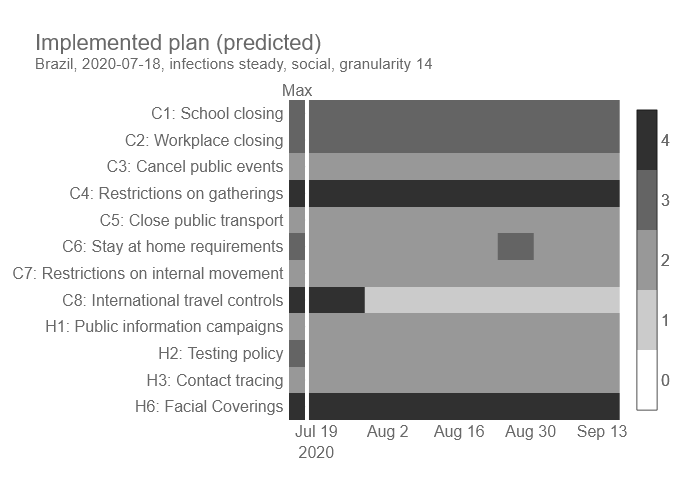 Implemented plan (predicted)
Brazil, 2020-07-18, infections steady, social, granularity 14
Max
C1: School closing
C2: Workplace closing
C3: Cancel public events
C4: Restrictions on gatherings
C5: Close public transport
C6: Stay at home requirements
C7: Restrictions on internal movement
C8: International travel controls
H1: Public information campaigns
H2: Testing policy
H3: Contact tracing
H6: Facial Coverings
4
3
2
1
0
Jul 19 Aug 2 Aug 16 Aug 30 Sep 13
2020